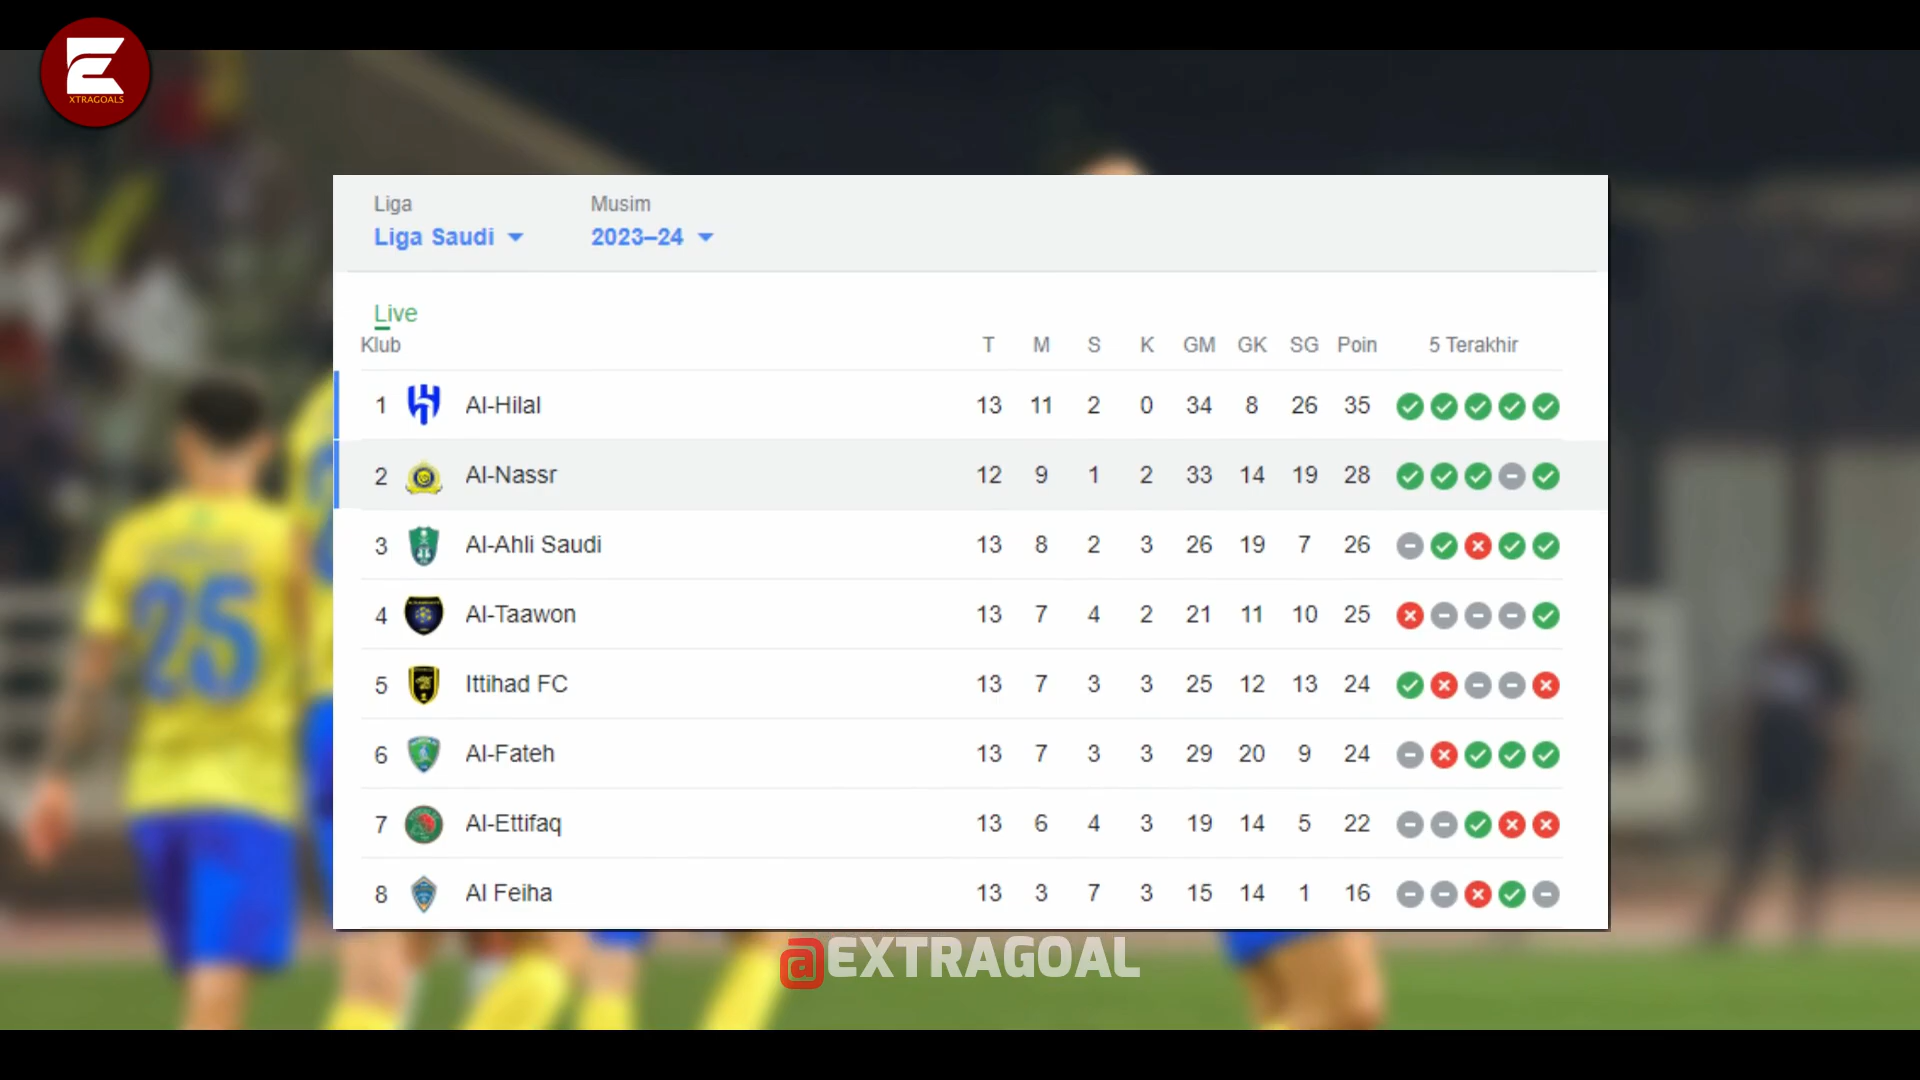 E
XTRAGOALS
Liga Musim
Liga Saudi 2023–24
Live
Klub T M S K GM GK SG Poin 5 Terakhir
1 Al-Hilal 13 11 2 0 34 8 26 35
2 Al-Nassr 12 9 1 2 33 14 19 28
3 Al-Ahli Saudi 13 8 2 3 26 19 7 26
4 Al-Taawon 13 7 4 2 21 11 10 25
5 Ittihad FC 13 7 3 3 25 12 13 24
6 Al-Fateh 13 7 3 3 29 20 9 24
7 Al-Ettifaq 13 6 4 3 19 14 5 22
8 Al Feiha 13 3 7 3 15 14 1 16
25
@EXTRAGOAL